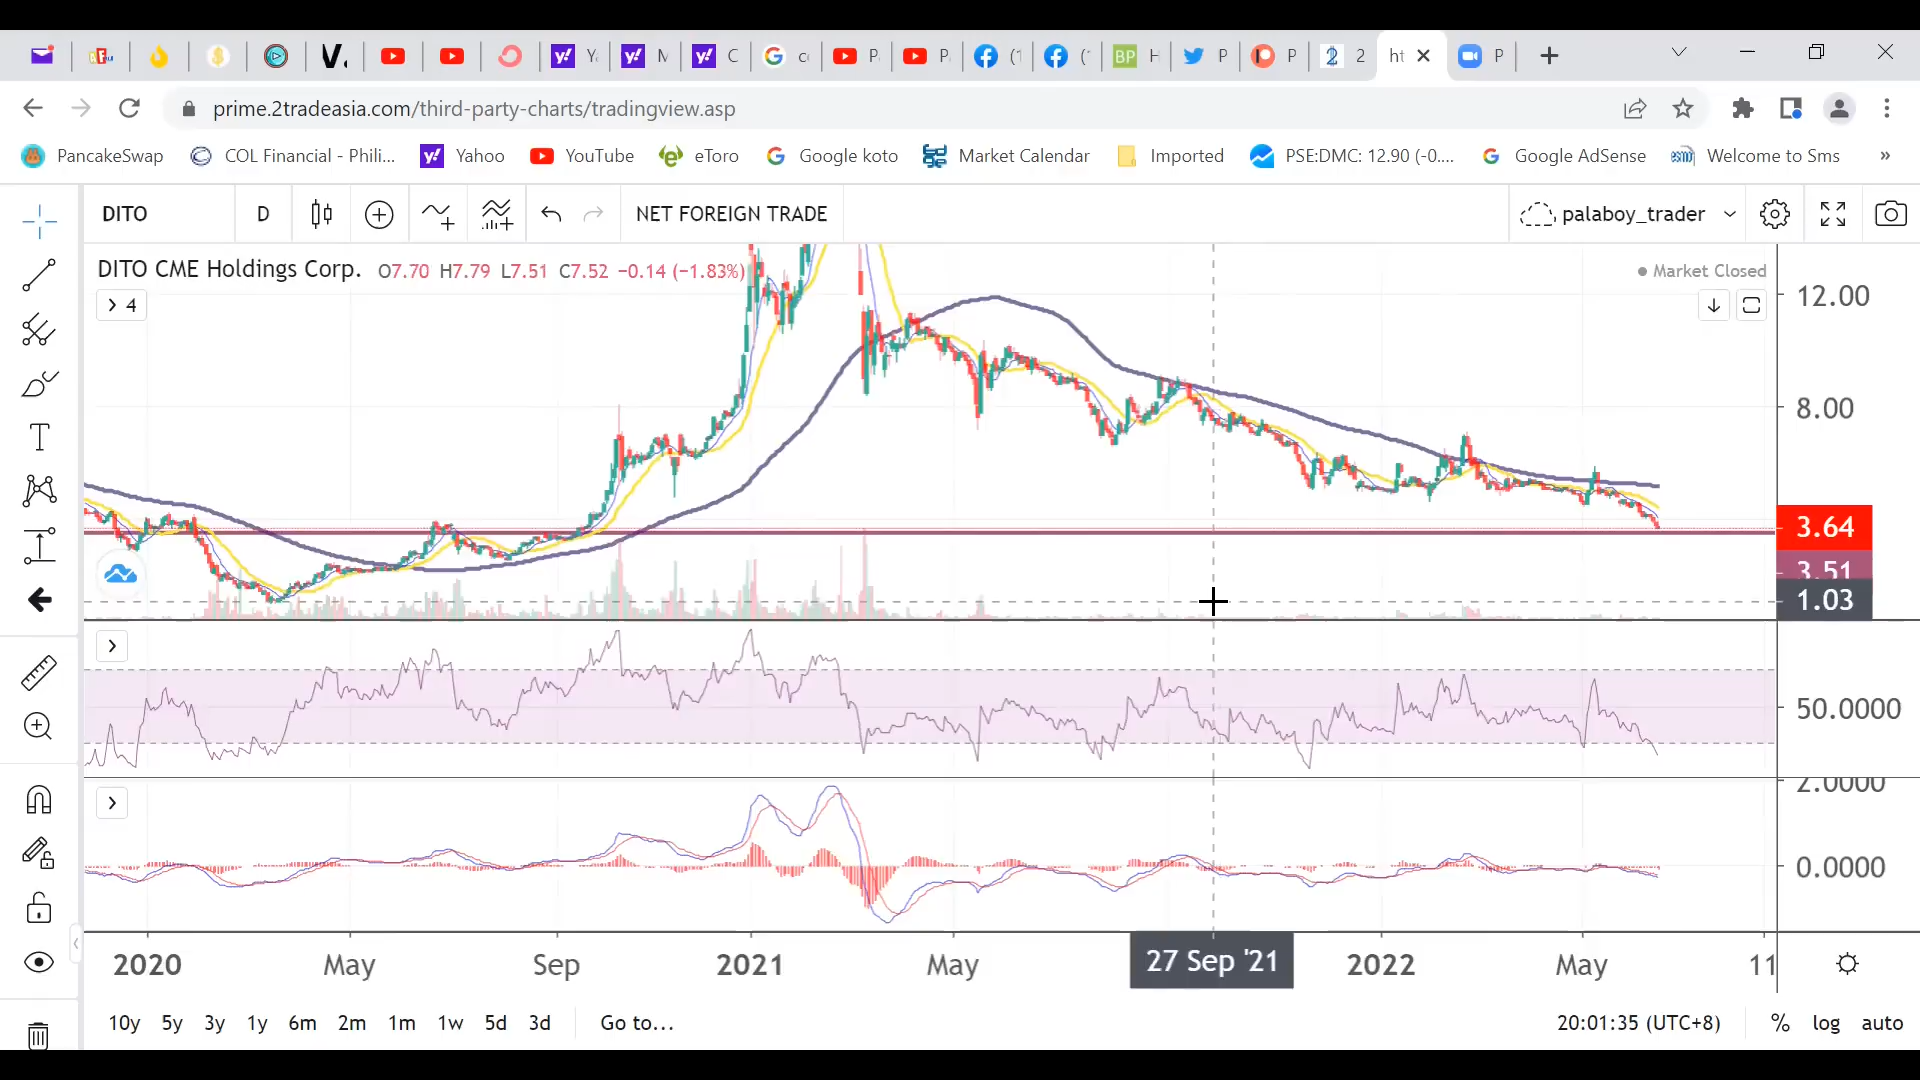 Y M C c P P (1 (1 H P P 2 2 ht P
prime.2tradeasia.com/third-party-charts/tradingview.asp
PancakeSwap COL Financial - Phili... Yahoo YouTube eToro Google koto Market Calendar Imported PSE:DMC: 12.90 (-0.... Google AdSense Welcome to Sms »
DITO D NET FOREIGN TRADE palaboy_trader
DITO CME Holdings Corp. O7.70 H7.79 L7.51 C7.52 −0.14 (−1.83%) Market Closed
4
12.00
8.00
3.64
3.51
1.03
50.0000
2.0000
0.0000
2020 May Sep 2021 May 27 Sep '21 2022 May 11
10y 5y 3y 1y 6m 2m 1m 1w 5d 3d Go to... 20:01:35 (UTC+8) % log auto